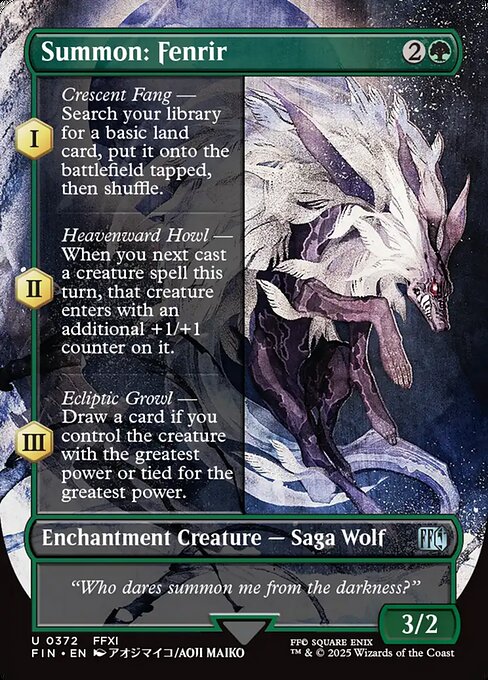 Summon: Fenrir 2
I
Crescent Fang —
Search your library
for a basic land
card, put it onto the
battlefield tapped,
then shuffle.
II
Heavenward Howl —
When you next cast
a creature spell this
turn, that creature
enters with an
additional +1/+1
counter on it.
III
Ecliptic Growl —
Draw a card if you
control the creature
with the greatest
power or tied for the
greatest power.
Enchantment Creature — Saga Wolf
“Who dares summon me from the darkness?”
3/2
U 0372 FFXI
FIN • EN アオジマイコ/AOJI MAIKO
FF© SQUARE ENIX
™ & © 2025 Wizards of the Coast